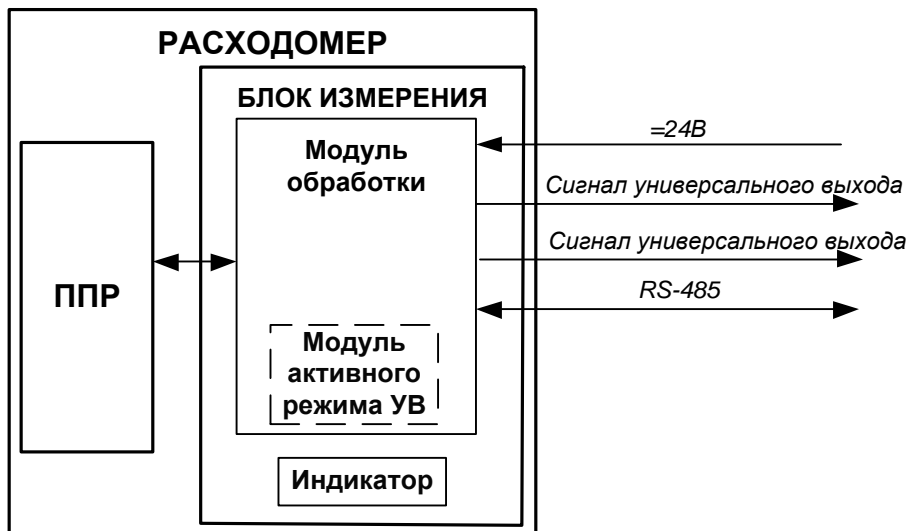 РАСХОДОМЕР
БЛОК ИЗМЕРЕНИЯ
ППР
Модуль
обработки
Модуль
активного
режима УВ
Индикатор
=24В
Сигнал универсального выхода
Сигнал универсального выхода
RS-485